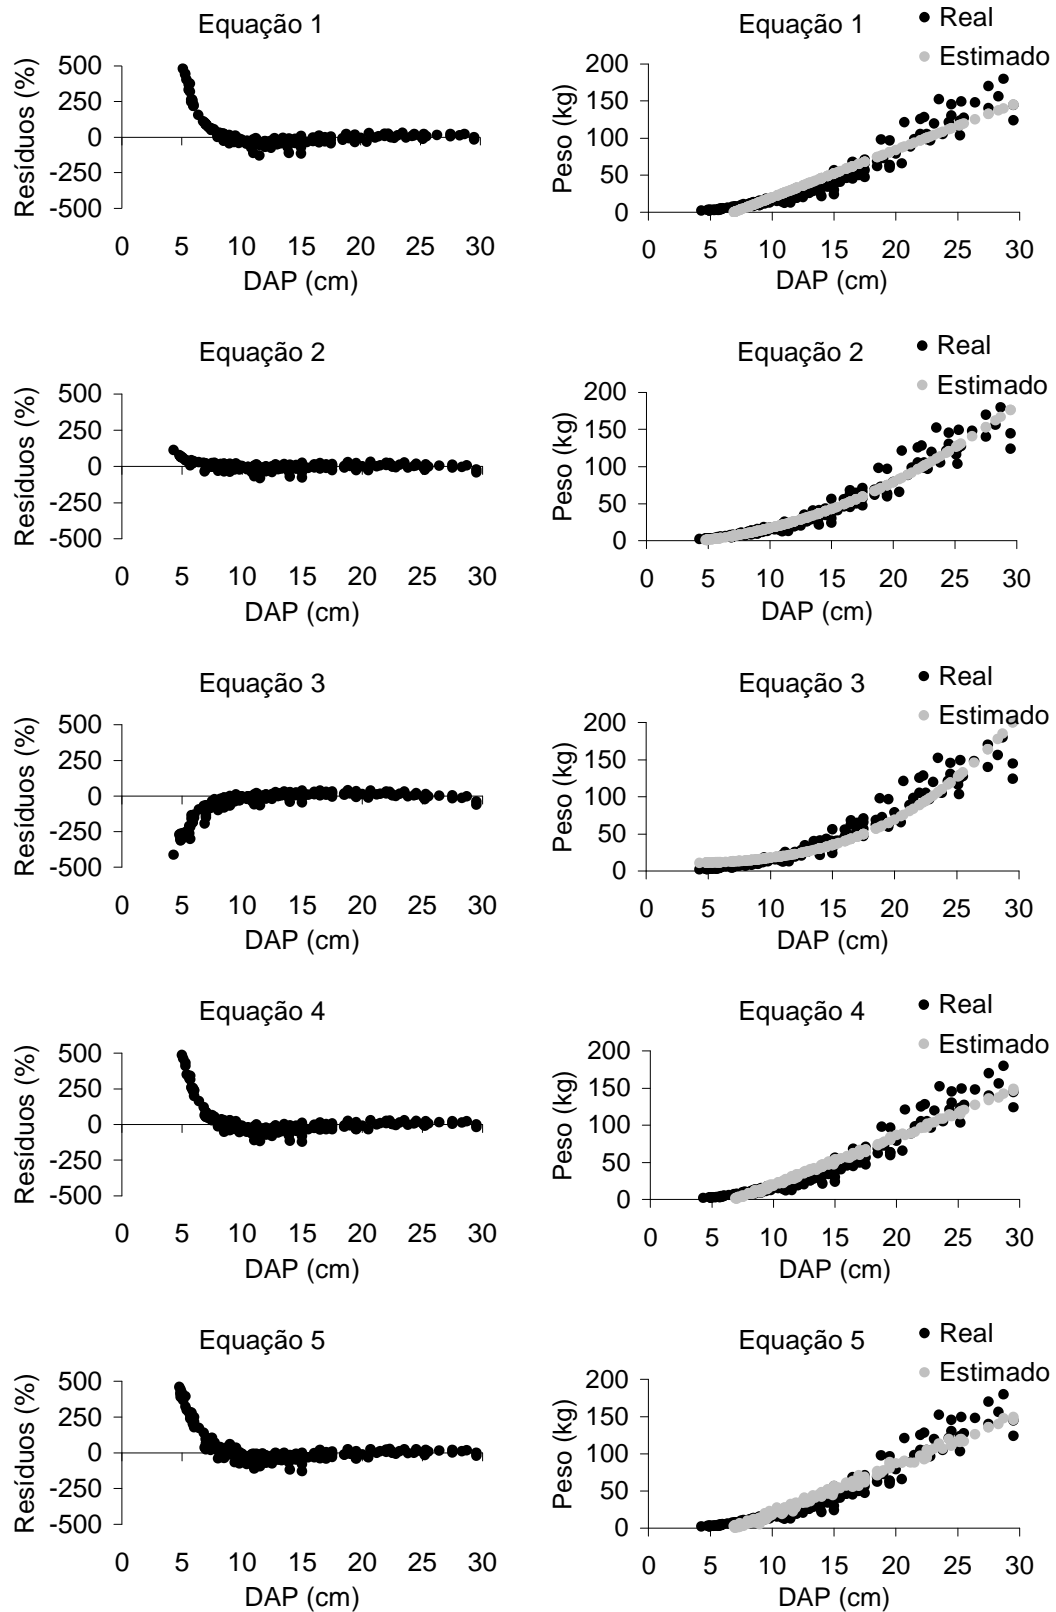 Equação 1
Resíduos (%)
500
250
0
-250
-500
0 5 10 15 20 25 30
DAP (cm)
Equação 1
Real
Estimado
Peso (kg)
200
150
100
50
0
0 5 10 15 20 25 30
DAP (cm)
Equação 2
Resíduos (%)
500
250
0
-250
-500
0 5 10 15 20 25 30
DAP (cm)
Equação 2
Real
Estimado
Peso (kg)
200
150
100
50
0
0 5 10 15 20 25 30
DAP (cm)
Equação 3
Resíduos (%)
500
250
0
-250
-500
0 5 10 15 20 25 30
DAP (cm)
Equação 3
Real
Estimado
Peso (kg)
200
150
100
50
0
0 5 10 15 20 25 30
DAP (cm)
Equação 4
Resíduos (%)
500
250
0
-250
-500
0 5 10 15 20 25 30
DAP (cm)
Equação 4
Real
Estimado
Peso (kg)
200
150
100
50
0
0 5 10 15 20 25 30
DAP (cm)
Equação 5
Resíduos (%)
500
250
0
-250
-500
0 5 10 15 20 25 30
DAP (cm)
Equação 5
Real
Estimado
Peso (kg)
200
150
100
50
0
0 5 10 15 20 25 30
DAP (cm)